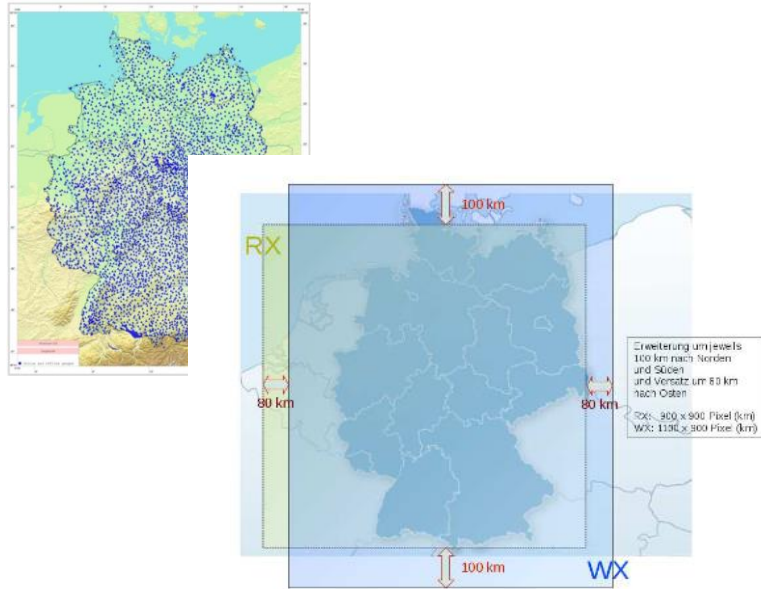 100 km
RX
80 km
80 km
Erweiterung um jeweils
100 km nach Norden
und Süden
und Versatz um 80 km
nach Osten
RX: 900 x 900 Pixel (km)
WX: 1100 x 900 Pixel (km)
100 km
WX